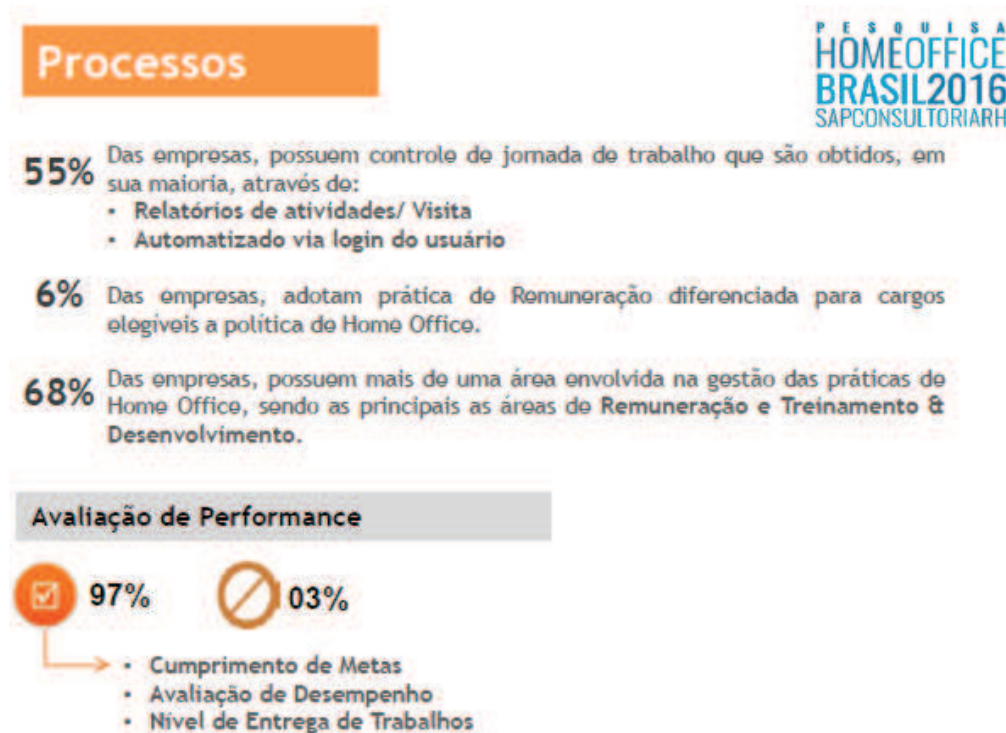 Processos
PESQUISA
HOMEOFFICE
BRASIL2016
SAPCONSULTORIARH
55% Das empresas, possuem controle de jornada de trabalho que são obtidos, em
sua maioria, através de:
• Relatórios de atividades/ Visita
• Automatizado via login do usuário
6% Das empresas, adotam prática de Remuneração diferenciada para cargos
elegíveis a política de Home Office.
68% Das empresas, possuem mais de uma área envolvida na gestão das práticas de
Home Office, sendo as principais as áreas de Remuneração e Treinamento &
Desenvolvimento.
Avaliação de Performance
97% 03%
• Cumprimento de Metas
• Avaliação de Desempenho
• Nível de Entrega de Trabalhos